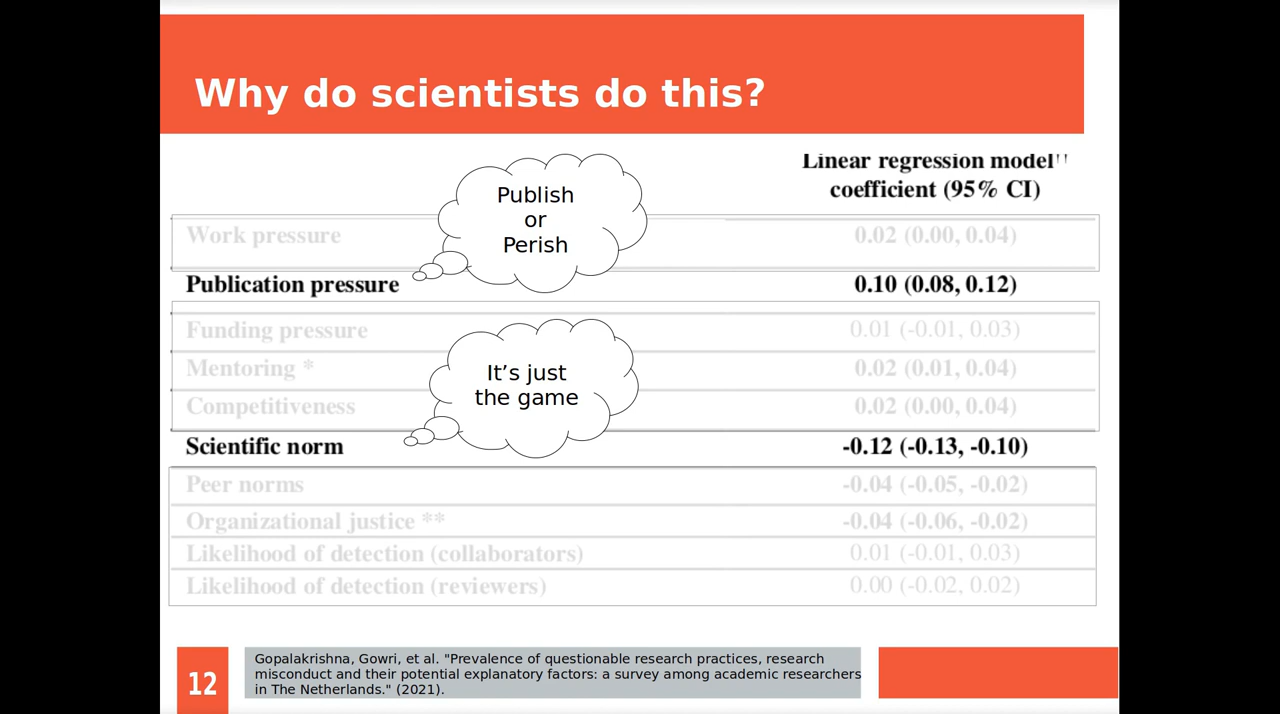 Why do scientists do this?
Linear regression model
coefficient (95% CI)
Publish
or
Perish
Work pressure 0.02 (0.00, 0.04)
Publication pressure 0.10 (0.08, 0.12)
Funding pressure 0.01 (-0.01, 0.03)
Mentoring * 0.02 (0.01, 0.04)
It’s just
the game
Competitiveness 0.02 (0.00, 0.04)
Scientific norm -0.12 (-0.13, -0.10)
Peer norms -0.04 (-0.05, -0.02)
Organizational justice ** -0.04 (-0.06, -0.02)
Likelihood of detection (collaborators) 0.01 (-0.01, 0.03)
Likelihood of detection (reviewers) 0.00 (-0.02, 0.02)
12
Gopalakrishna, Gowri, et al. "Prevalence of questionable research practices, research
misconduct and their potential explanatory factors: a survey among academic researchers
in The Netherlands." (2021).